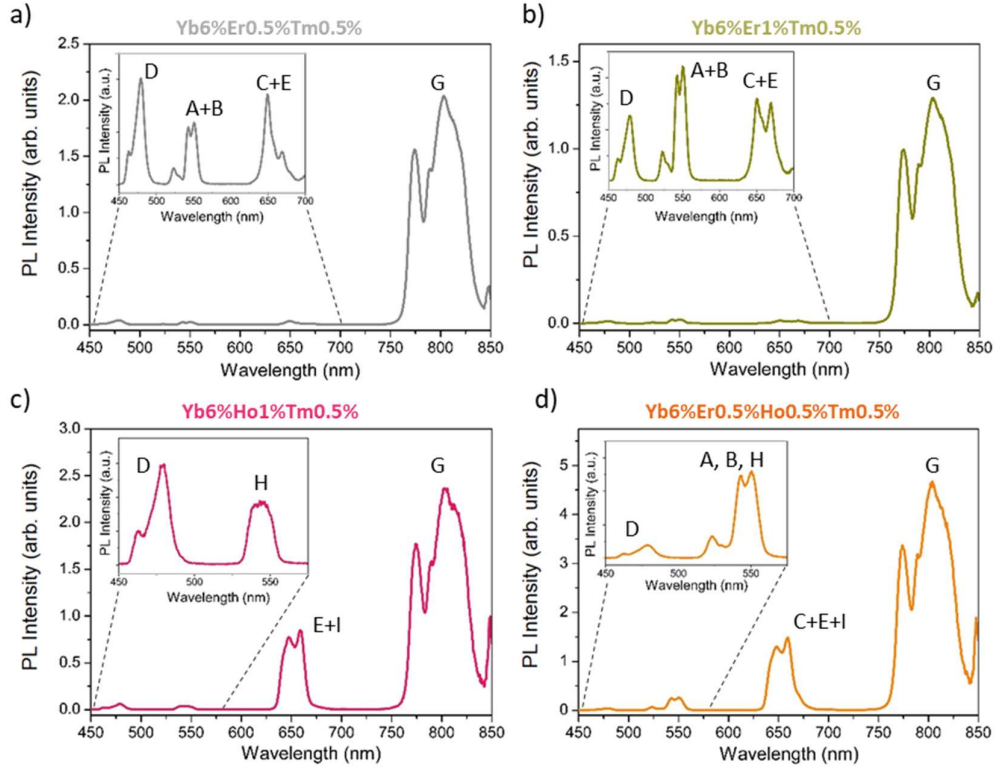 a)
Yb6%Er0.5%Tm0.5%
PL Intensity (arb. units)
2.5
2.0
1.5
1.0
0.5
0.0
450 500 550 600 650 700 750 800 850
Wavelength (nm)
G
PL Intensity (a.u.)
D
A+B
C+E
450 500 550 600 650 700
Wavelength (nm)
b)
Yb6%Er1%Tm0.5%
PL Intensity (arb. units)
1.5
1.0
0.5
0.0
450 500 550 600 650 700 750 800 850
Wavelength (nm)
G
PL Intensity (a.u.)
D
A+B
C+E
450 500 550 600 650 700
Wavelength (nm)
c)
Yb6%Ho1%Tm0.5%
PL Intensity (arb. units)
3.0
2.5
2.0
1.5
1.0
0.5
0.0
450 500 550 600 650 700 750 800 850
Wavelength (nm)
E+I
G
PL Intensity (a.u.)
D
H
450 500 550
Wavelength (nm)
d)
Yb6%Er0.5%Ho0.5%Tm0.5%
PL Intensity (arb. units)
5
4
3
2
1
0
450 500 550 600 650 700 750 800 850
Wavelength (nm)
C+E+I
G
PL Intensity (a.u.)
D
A, B, H
450 500 550
Wavelength (nm)